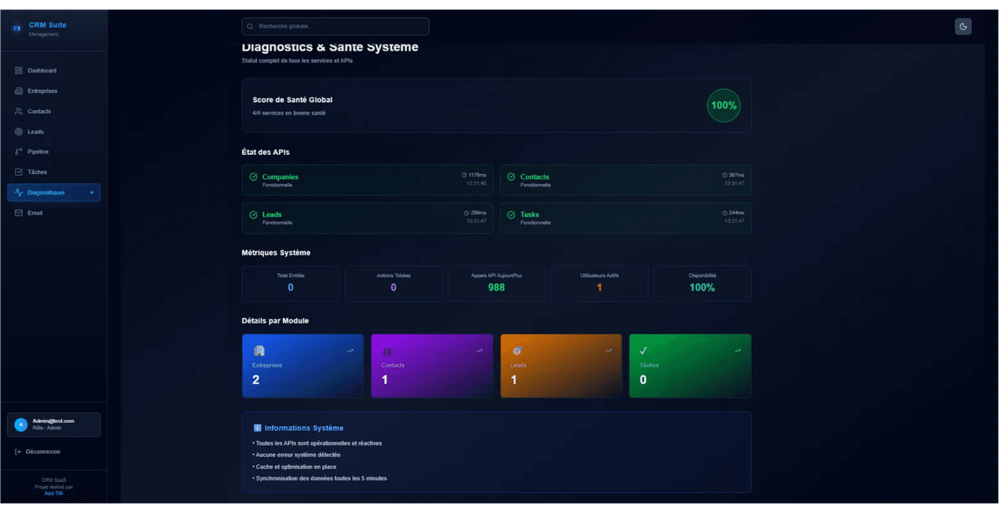 CRM Suite
Management
Recherche globale...
Dashboard
Entreprises
Contacts
Leads
Pipeline
Tâches
Diagnostiques
Email
Admin@test.com
Rôle : Admin
Déconnexion
CRM SaaS
Projet réalisé par
Aziz Tlili
Diagnostics & Santé Système
Statut complet de tous les services et APIs
Score de Santé Global
4/4 services en bonne santé
100%
État des APIs
Companies
Fonctionnelle
1176ms
13:31:46
Contacts
Fonctionnelle
367ms
13:31:47
Leads
Fonctionnelle
259ms
13:31:47
Tasks
Fonctionnelle
244ms
13:31:47
Métriques Système
Total Entités
0
Actions Totales
0
Appels API Aujourd'hui
988
Utilisateurs Actifs
1
Disponibilité
100%
Détails par Module
Entreprises
2
Contacts
1
Leads
1
Tâches
0
Informations Système
• Toutes les APIs sont opérationnelles et réactives
• Aucune erreur système détectée
• Cache et optimisation en place
• Synchronisation des données toutes les 5 minutes